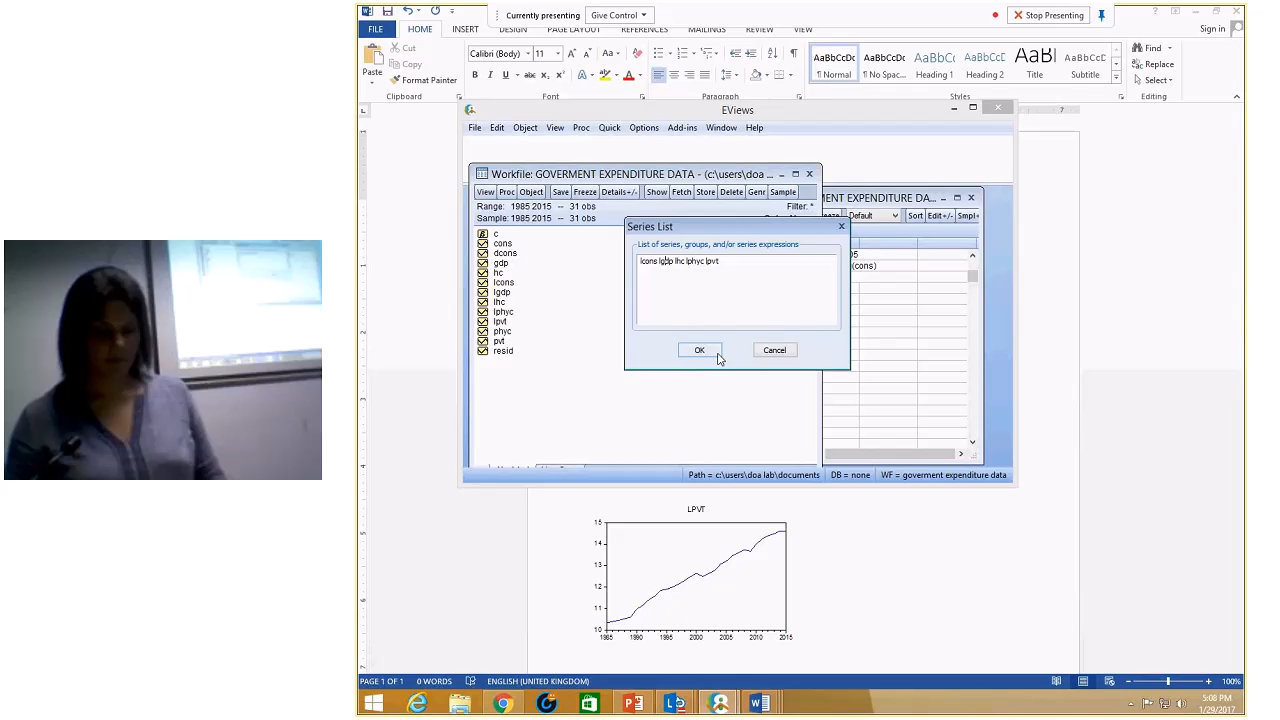 Currently presenting Give Control
Stop Presenting
FILE HOME INSERT DESIGN PAGE LAYOUT REFERENCES MAILINGS REVIEW VIEW
Sign in
Paste
Cut
Copy
Format Painter
Clipboard
Calibri (Body) 11
Font
Paragraph
AaBbCcDc AaBbCcDc AaBbCc AaBbCcD AaBl AaBbCcD
¶ Normal ¶ No Spac... Heading 1 Heading 2 Title Subtitle
Styles
Find
Replace
Select
Editing
EViews
File Edit Object View Proc Quick Options Add-ins Window Help
Workfile: GOVERMENT EXPENDITURE DATA - (c:\users\doa ...
View Proc Object Save Freeze Details+/- Show Fetch Store Delete Genr Sample
Range: 1985 2015 -- 31 obs
Filter: *
Sample: 1985 2015 -- 31 obs
c
cons
dcons
gdp
hc
lcons
lgdp
lhc
lphyc
lpvt
phyc
pvt
resid
MENT EXPENDITURE DA...
Default Sort Edit+/- Smpl+
(cons)
Series List
List of series, groups, and/or series expressions
lcons lgdp lhc lphyc lpvt
OK Cancel
Path = c:\users\doa lab\documents DB = none WF = goverment expenditure data
LPVT
15
14
13
12
11
10
1985 1990 1995 2000 2005 2010 2015
PAGE 1 OF 1 0 WORDS ENGLISH (UNITED KINGDOM)
100%
5:08 PM
1/29/2017